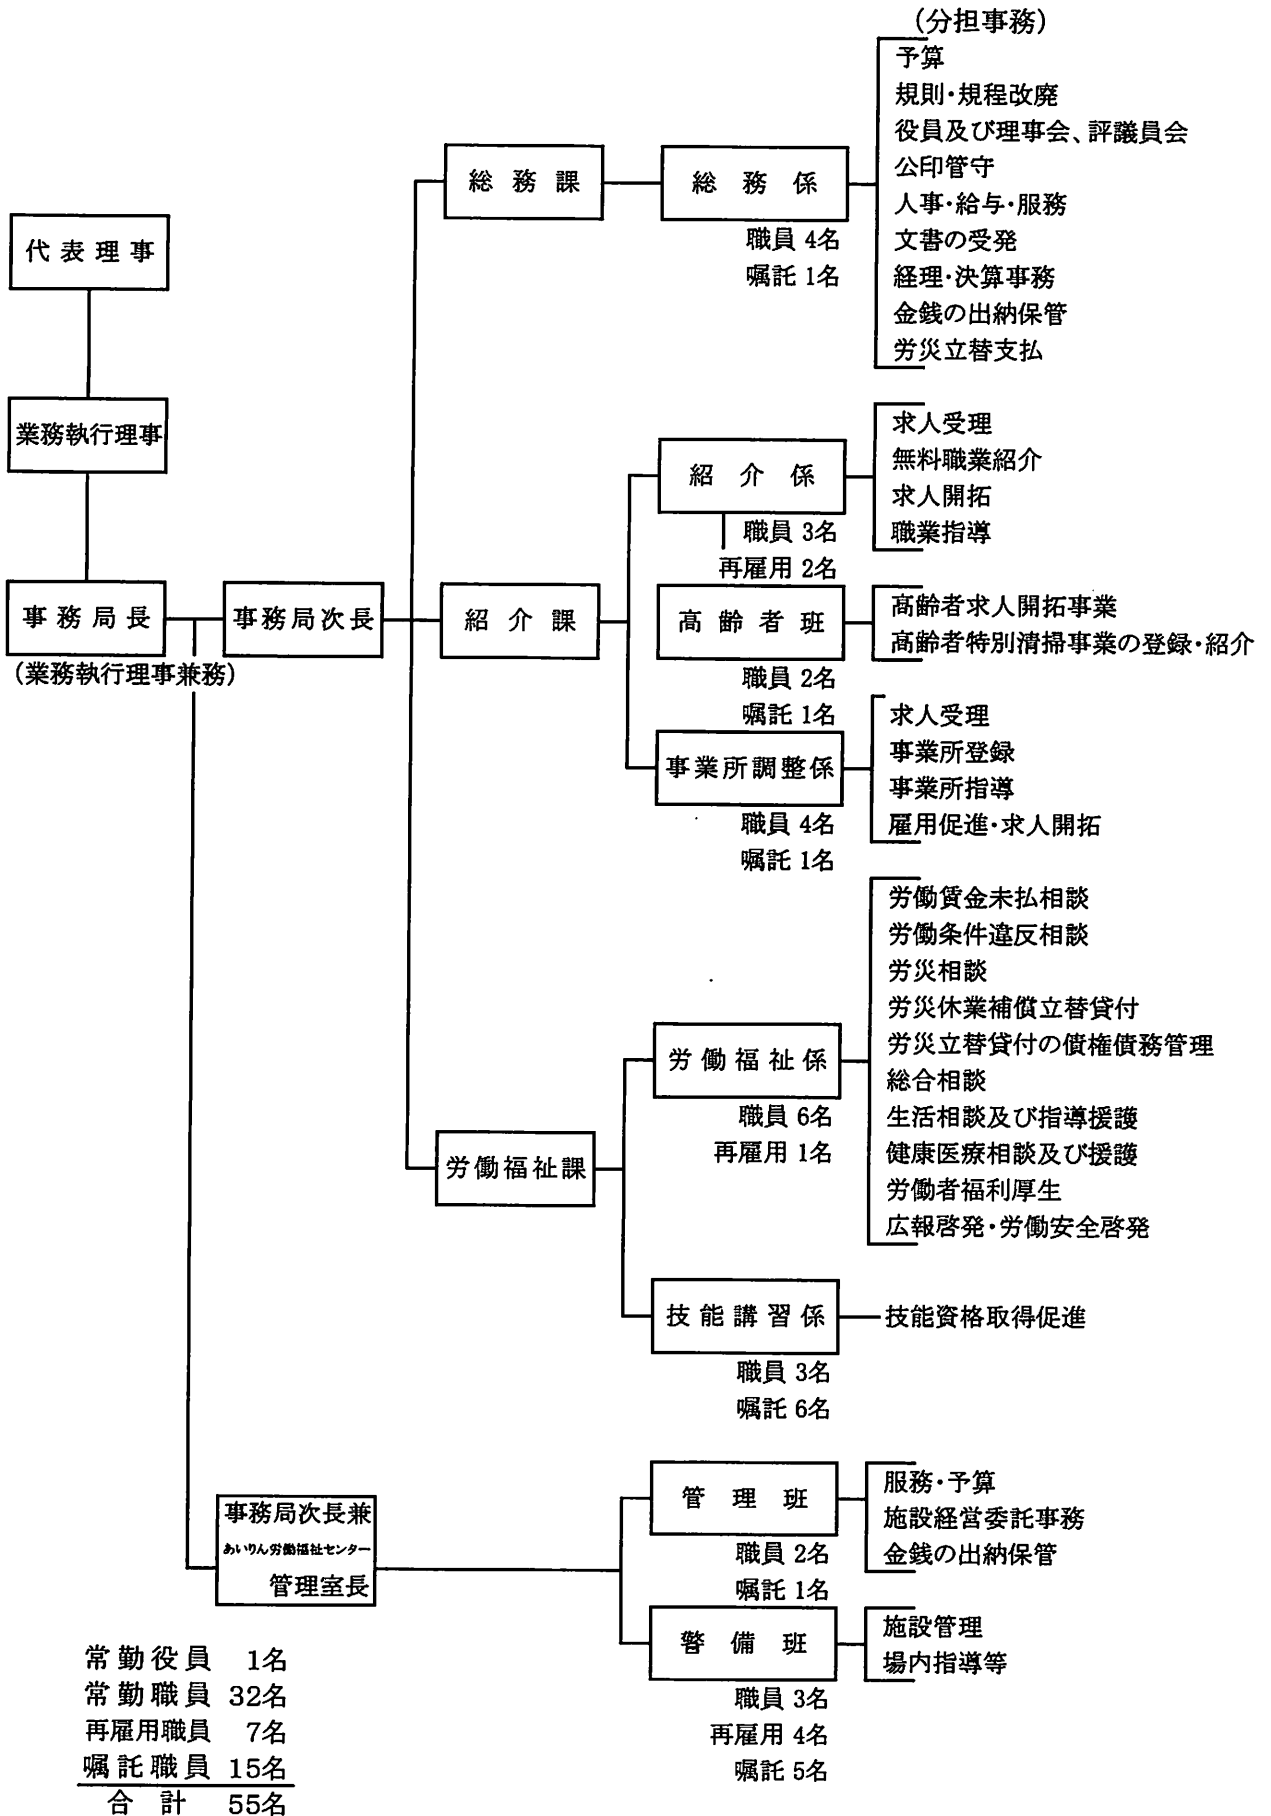 (分担事務)
予算
規則・規程改廃
役員及び理事会、評議員会
公印管守
人事・給与・服務
文書の受発
経理・決算事務
金銭の出納保管
労災立替支払
総務課
総務係
職員 4名
嘱託 1名
代表理事
業務執行理事
事務局長
(業務執行理事兼務)
事務局次長
紹介課
紹介係
職員 3名
再雇用 2名
求人受理
無料職業紹介
求人開拓
職業指導
高齢者班
職員 2名
嘱託 1名
高齢者求人開拓事業
高齢者特別清掃事業の登録・紹介
事業所調整係
職員 4名
嘱託 1名
求人受理
事業所登録
事業所指導
雇用促進・求人開拓
労働福祉課
労働福祉係
職員 6名
再雇用 1名
労働賃金未払相談
労働条件違反相談
労災相談
労災休業補償立替貸付
労災立替貸付の債権債務管理
総合相談
生活相談及び指導援護
健康医療相談及び援護
労働者福利厚生
広報啓発・労働安全啓発
技能講習係
職員 3名
嘱託 6名
技能資格取得促進
事務局次長兼
あいりん労働福祉センター
管理室長
管理班
職員 2名
嘱託 1名
服務・予算
施設経営委託事務
金銭の出納保管
警備班
職員 3名
再雇用 4名
嘱託 5名
施設管理
場内指導等
常勤役員 1名
常勤職員 32名
再雇用職員 7名
嘱託職員 15名
合計 55名